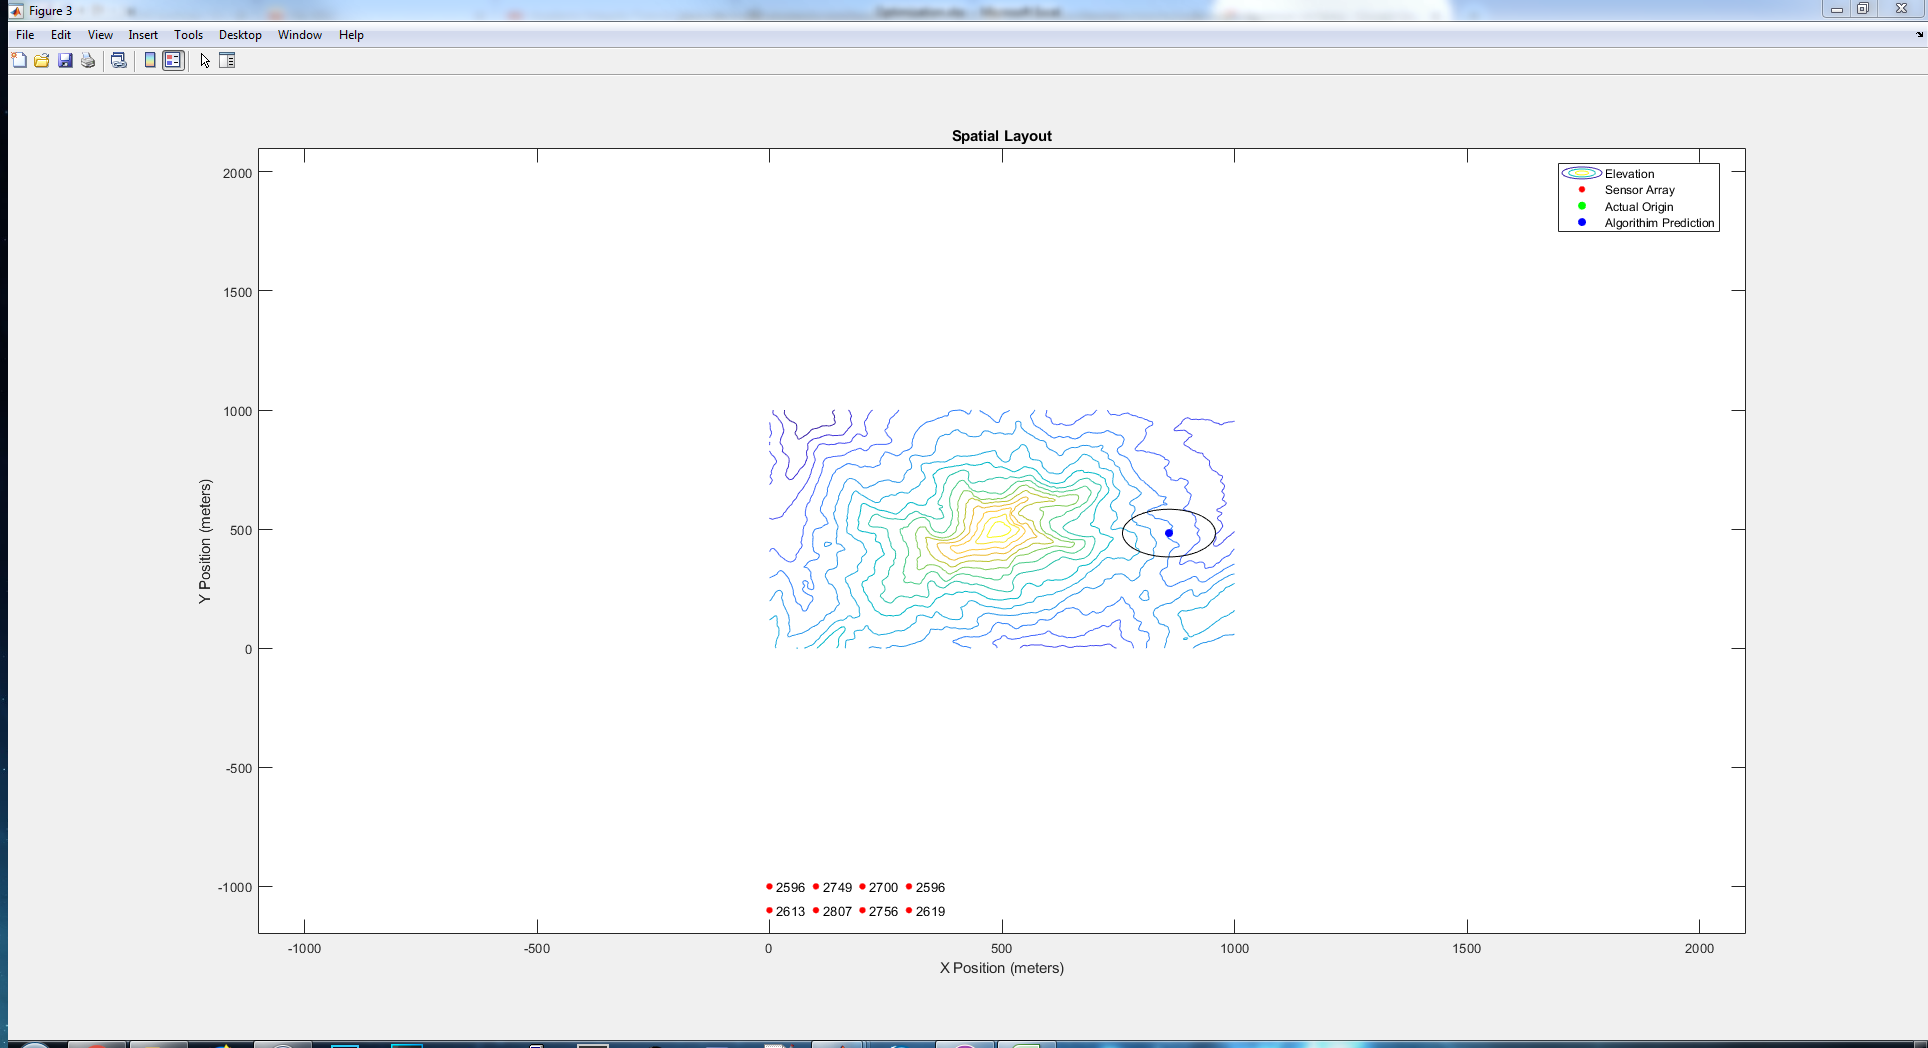 Figure 3
File Edit View Insert Tools Desktop Window Help
Spatial Layout
Elevation
Sensor Array
Actual Origin
Algorithim Prediction
2000
1500
1000
500
0
-500
-1000
Y Position (meters)
2596 2749 2700 2596
2613 2807 2756 2619
-1000 -500 0 500 1000 1500 2000
X Position (meters)